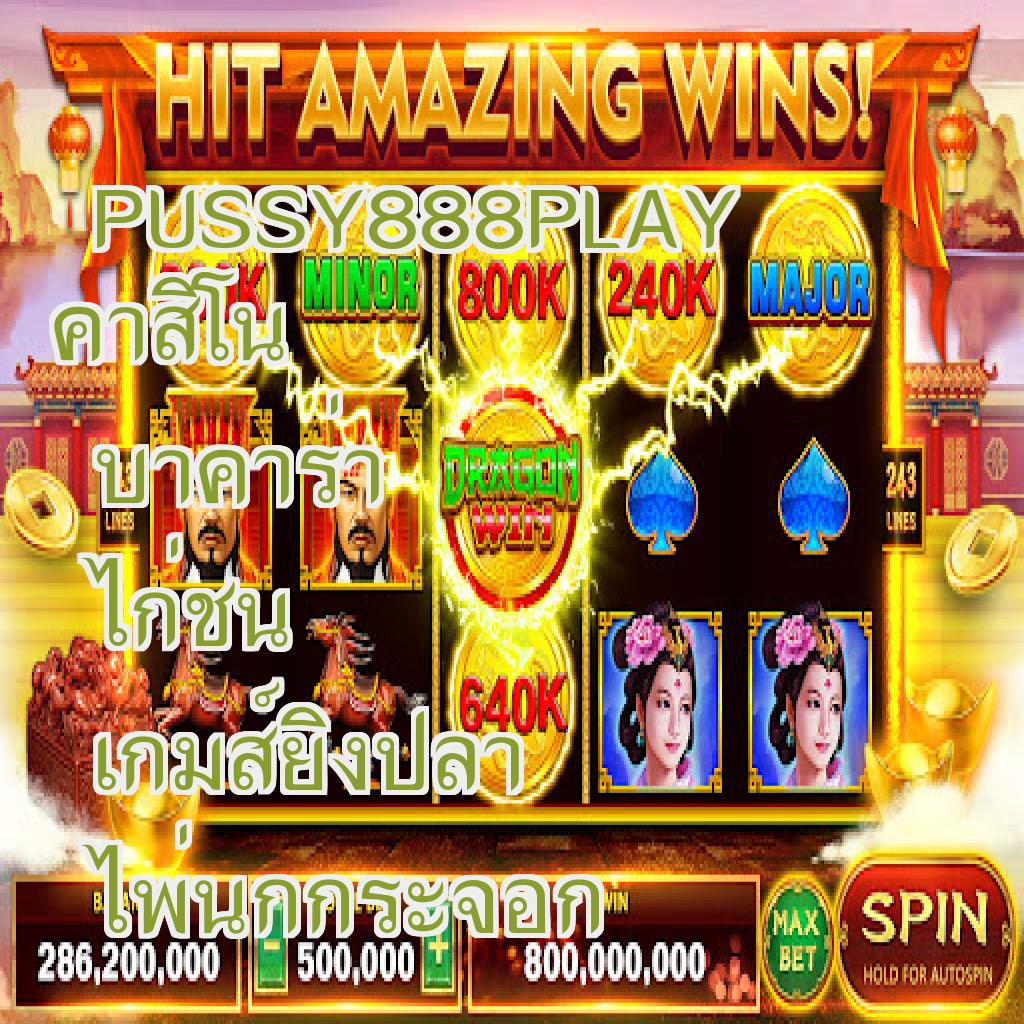 HIT AMAZING WINS!
PUSSY888PLAY
MINOR 800K 240K MAJOR
คาสิโน
บาคาร่า
DRAGON
WIN
243 LINES
LINES
ไก่ชน
640K
เกมส์ยิงปลา
ไพ่นกกระจอก
WIN
286,200,000 - 500,000 + 800,000,000
MAX BET
SPIN
HOLD FOR AUTOSPIN